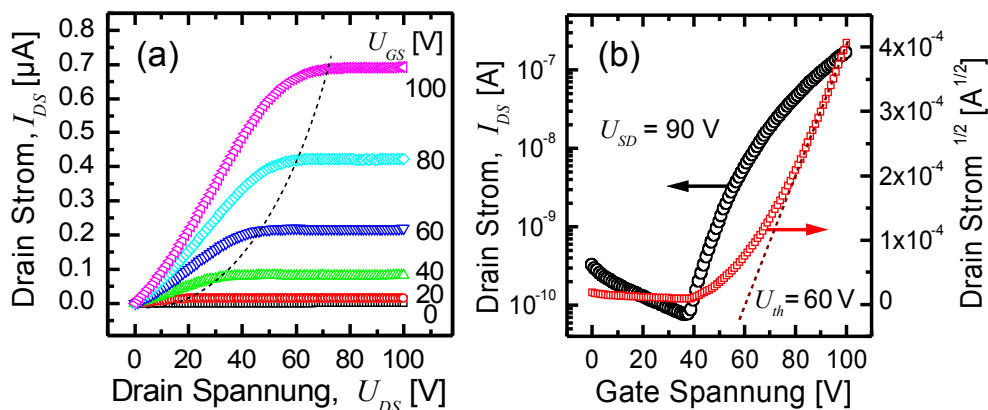 (a)
U_GS [V]
100
80
60
40
20
0
0.8
0.7
0.6
0.5
0.4
0.3
0.2
0.1
0.0
Drain Strom, I_DS [µA]
0 20 40 60 80 100
Drain Spannung, U_DS [V]
(b)
10^-7
10^-8
10^-9
10^-10
I_DS [A]
Drain Strom,
U_SD = 90 V
U_th = 60 V
4x10^-4
3x10^-4
2x10^-4
1x10^-4
0
Drain Strom^1/2 [A^1/2]
0 20 40 60 80 100
Gate Spannung [V]